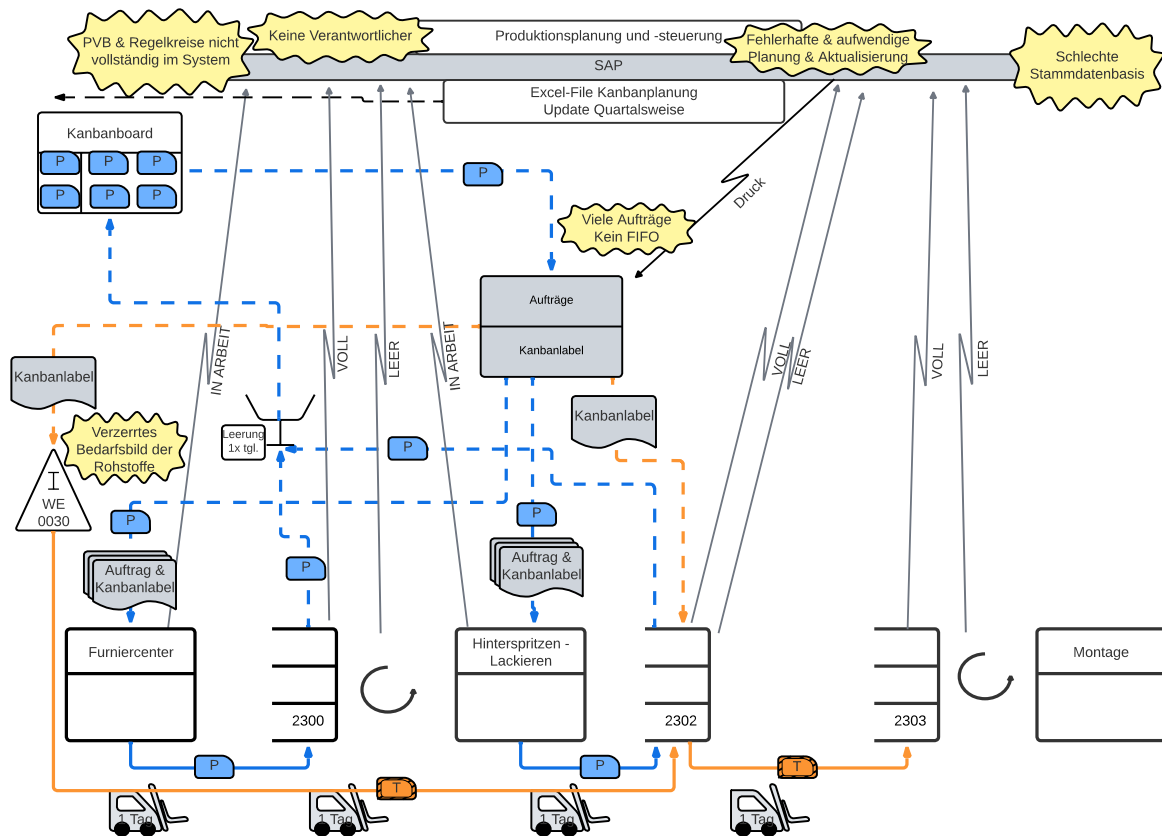 PVB & Regelkreise nicht
vollständig im System
Keine Verantwortlicher
Produktionsplanung und -steuerung
Fehlerhafte & aufwendige
Planung & Aktualisierung
Schlechte
Stammdatenbasis
SAP
Excel-File Kanbanplanung
Update Quartalsweise
Kanbanboard
P
P
P
P
P
P
P
Druck
Viele Aufträge
Kein FIFO
Aufträge
Kanbanlabel
IN ARBEIT
VOLL
LEER
IN ARBEIT
VOLL
LEER
VOLL
LEER
Kanbanlabel
Kanbanlabel
Verzerrtes
Bedarfsbild der
Rohstoffe
Leerung
1x tgl.
P
I
WE
0030
P
P
P
Auftrag &
Kanbanlabel
Auftrag &
Kanbanlabel
Furniercenter
Hinterspritzen -
Lackieren
Montage
2300
2302
2303
P
P
T
T
1 Tag
1 Tag
1 Tag
1 Tag